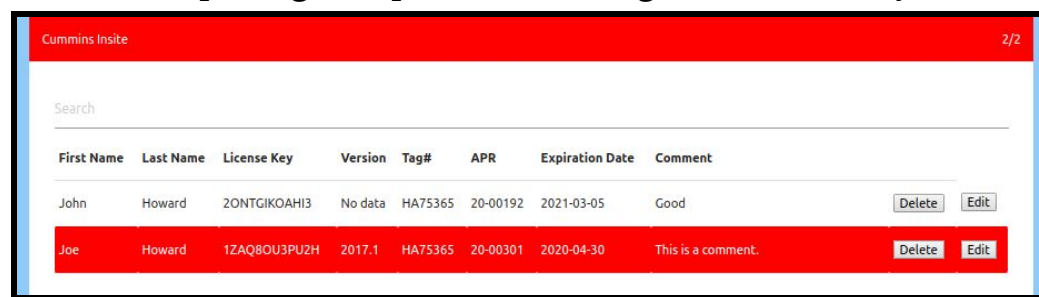 Cummins Insite 2/2
Search
First Name Last Name License Key Version Tag# APR Expiration Date Comment
John Howard 2ONTGIKOAHI3 No data HA75365 20-00192 2021-03-05 Good Delete Edit
Joe Howard 1ZAQ8OU3PU2H 2017.1 HA75365 20-00301 2020-04-30 This is a comment. Delete Edit